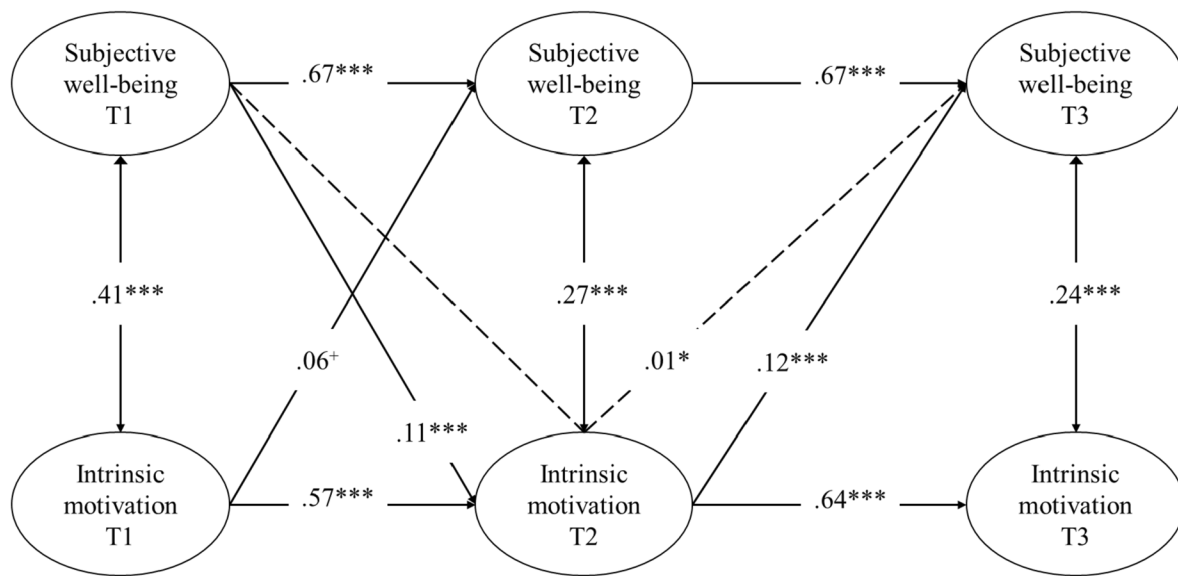 Subjective
well-being
T1
.67***
Subjective
well-being
T2
.67***
Subjective
well-being
T3
.41***
.27***
.24***
.06+
.01*
.12***
.11***
Intrinsic
motivation
T1
.57***
Intrinsic
motivation
T2
.64***
Intrinsic
motivation
T3